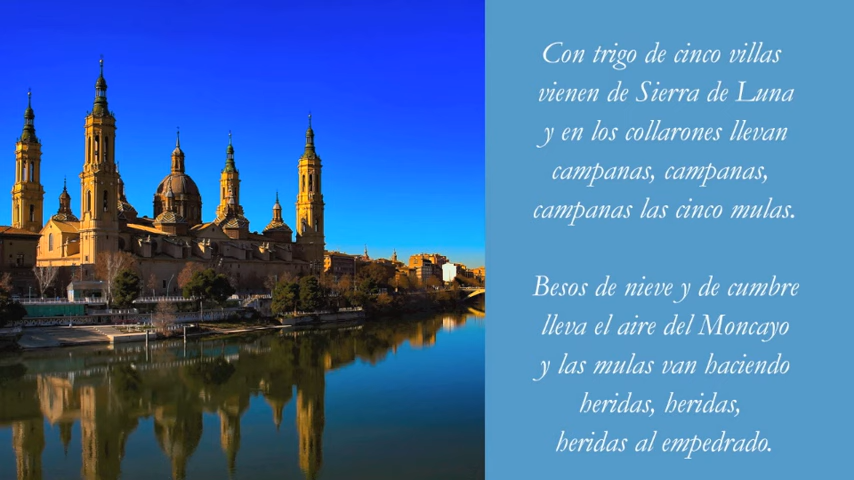 Con trigo de cinco villas
vienen de Sierra de Luna
y en los collarones llevan
campanas, campanas,
campanas las cinco mulas.
Besos de nieve y de cumbre
lleva el aire del Moncayo
y las mulas van haciendo
heridas, heridas,
heridas al empedrado.